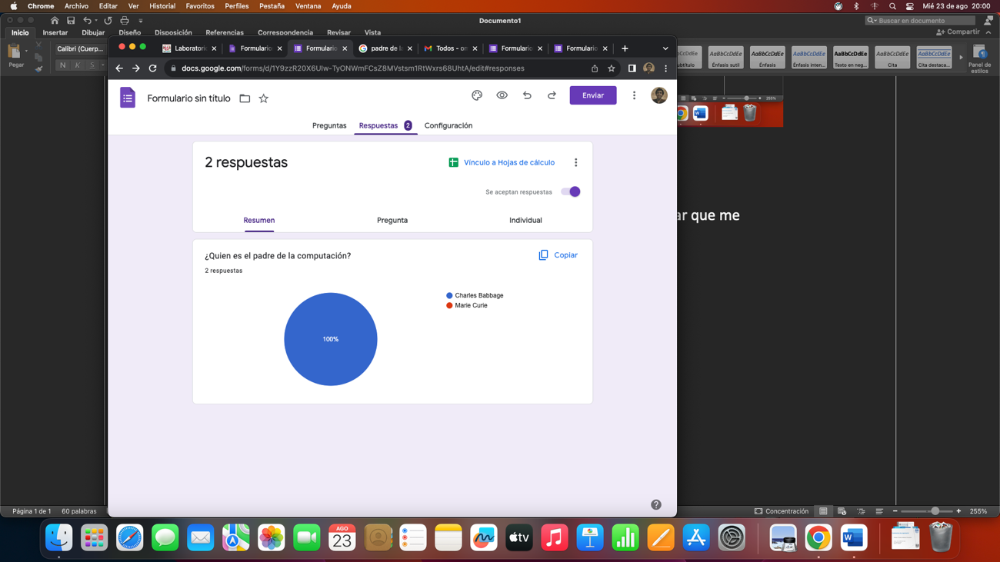 Chrome Archivo Editar Ver Historial Favoritos Perfiles Pestaña Ventana Ayuda Mié 23 de ago 20:00
Documento1 Buscar en documento
Inicio Insertar Dibujar Diseño Disposición Referencias Correspondencia Revisar Vista Compartir
Pegar Calibri (Cuerp... N K S
AaBbCcDdEe AaBbCcDdEe AaBbCcDdEe AaBbCcDdEe AaBbCcDdEe AaBbCcDdEe
Énfasis sutil Énfasis Énfasis inten... Texto en neg... Cita Cita destaca... Panel de
estilos
Laboratori Formulario Formulario padre de Todos - Formulario Formulario
docs.google.com/forms/d/1Y9zzR20X6UIw-TyONWmFCsZ8MVstsm1RtWxrs68UhtA/edit#responses
Formulario sin título Enviar
255%
Preguntas Respuestas 2 Configuración
2 respuestas Vínculo a Hojas de cálculo
Se aceptan respuestas
ar que me
Resumen Pregunta Individual
¿Quien es el padre de la computación? Copiar
2 respuestas
Charles Babbage
Marie Curie
100%
Página 1 de 1 60 palabras Concentración 255%
AGO
23
tv